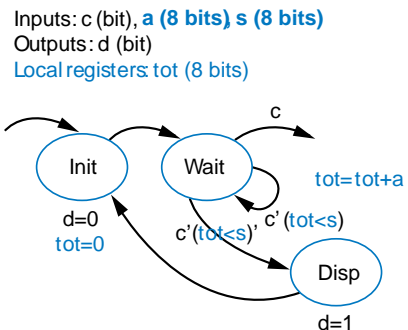 Inputs: c (bit), a (8 bits), s (8 bits)
Outputs: d (bit)
Local registers: tot (8 bits)
c
Init
Wait
tot=tot+a
d=0
tot=0
c' (tot<s)
c'(tot<s)'
Disp
d=1